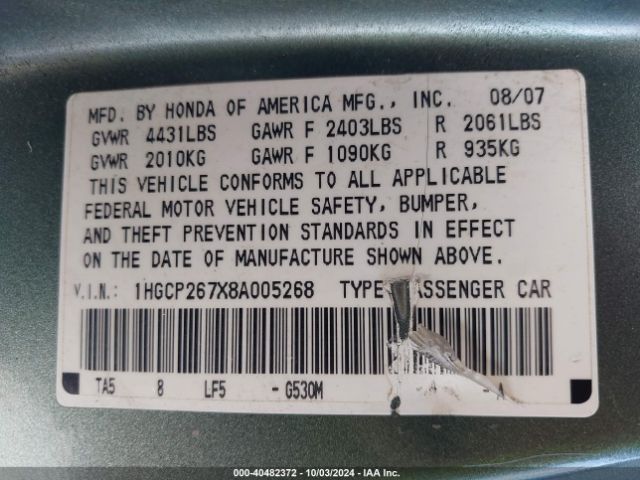 MFD. BY HONDA OF AMERICA MFG., INC. 08/07
GVWR 4431LBS GAWR F 2403LBS R 2061LBS
GVWR 2010KG GAWR F 1090KG R 935KG
THIS VEHICLE CONFORMS TO ALL APPLICABLE
FEDERAL MOTOR VEHICLE SAFETY, BUMPER,
AND THEFT PREVENTION STANDARDS IN EFFECT
ON THE DATE OF MANUFACTURE SHOWN ABOVE.
V.I.N.: 1HGCP267X8A005268 TYPE ASSENGER CAR
TA5 8 LF5 -G530M A -A
000-40482372 - 10/03/2024 - IAA Inc.